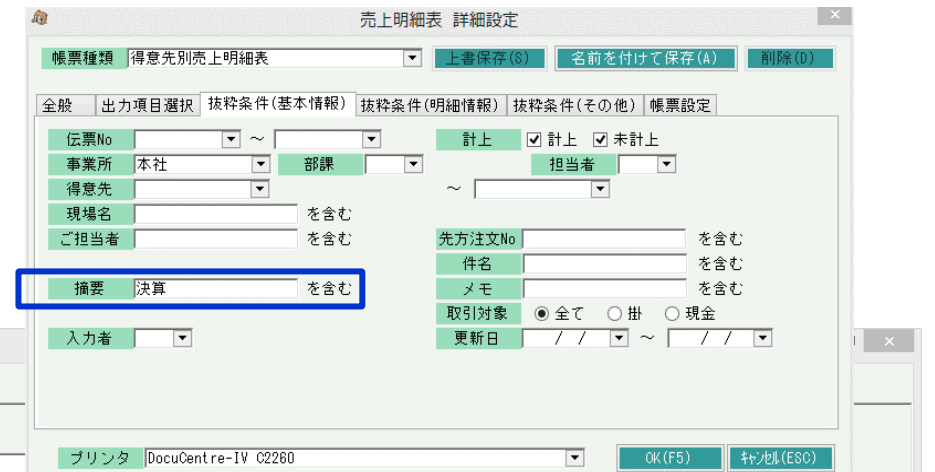 売上明細表 詳細設定
帳票種類 得意先別売上明細表 上書保存(S) 名前を付けて保存(A) 削除(D)
全般 出力項目選択 抜粋条件(基本情報) 抜粋条件(明細情報) 抜粋条件(その他) 帳票設定
伝票No ～ 計上 計上 未計上
事業所 本社 部課 担当者
得意先 ～
現場名 を含む
ご担当者 を含む 先方注文No を含む
件名 を含む
摘要 決算 を含む メモ を含む
取引対象 全て 掛 現金
入力者 更新日 / / ～ / /
プリンタ DocuCentre-IV C2260 OK(F5) ｷｬﾝｾﾙ(ESC)